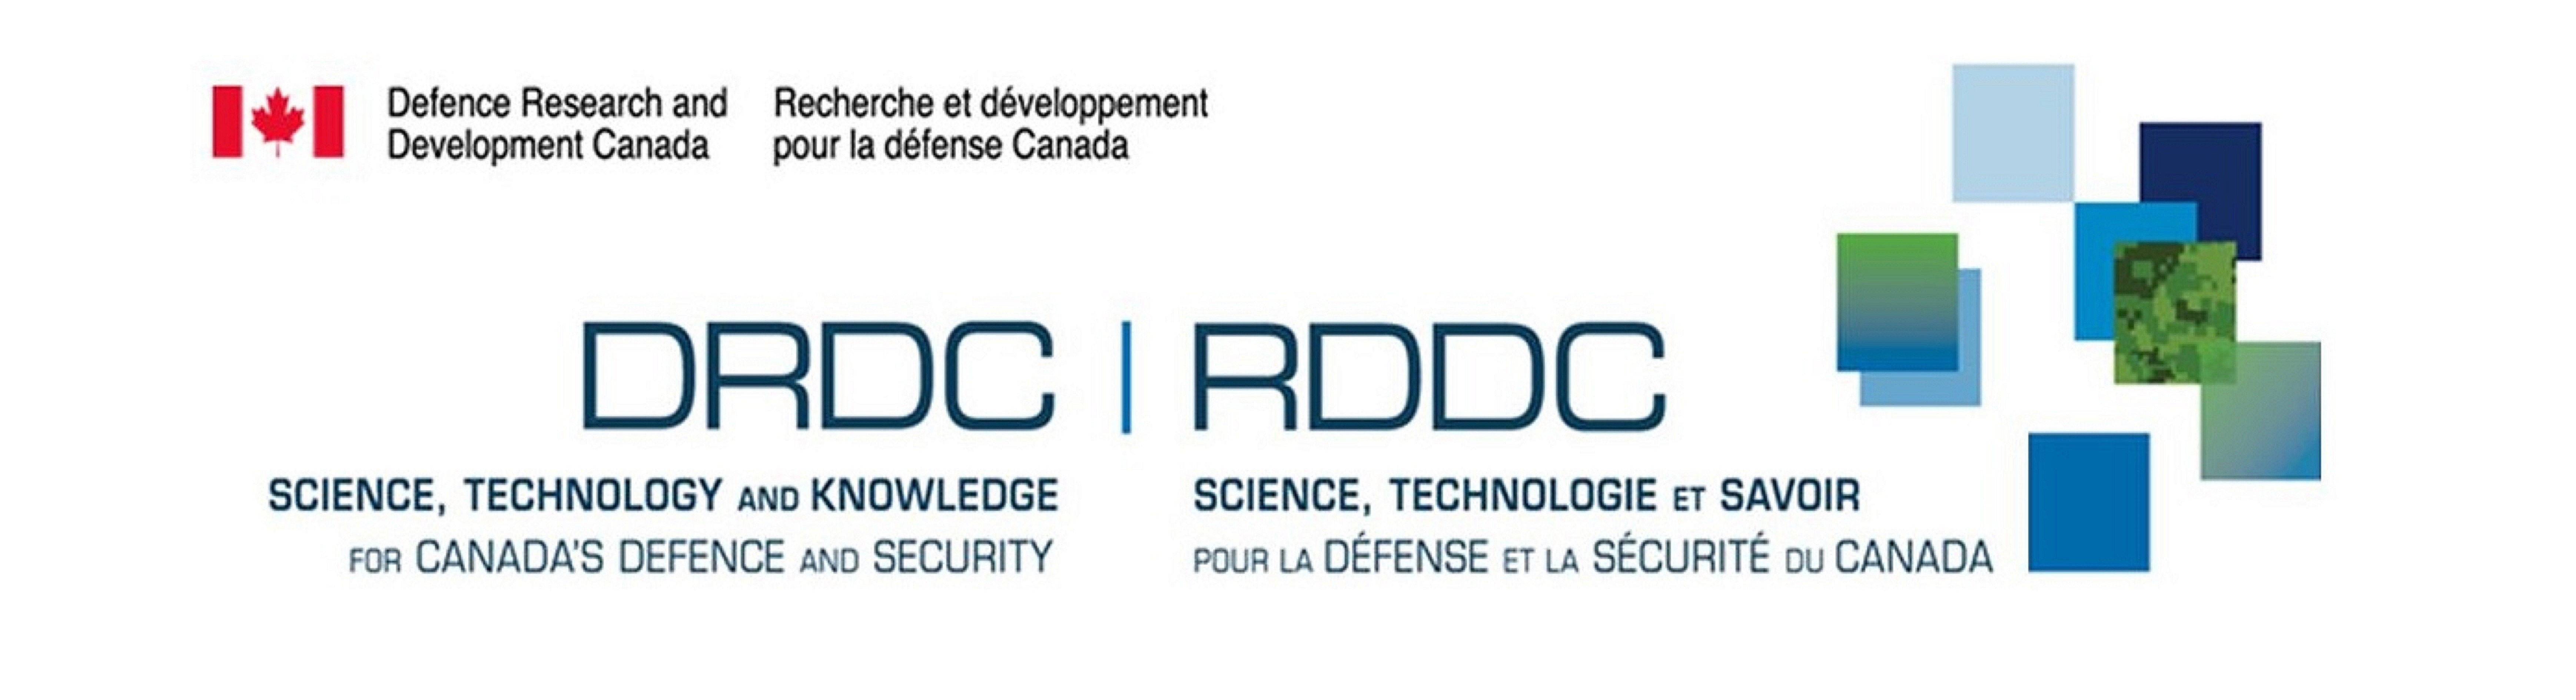 Defence Research and
Development Canada
Recherche et développement
pour la défense Canada
DRDC | RDDC
SCIENCE, TECHNOLOGY AND KNOWLEDGE
FOR CANADA'S DEFENCE AND SECURITY
SCIENCE, TECHNOLOGIE ET SAVOIR
POUR LA DÉFENSE ET LA SÉCURITÉ DU CANADA